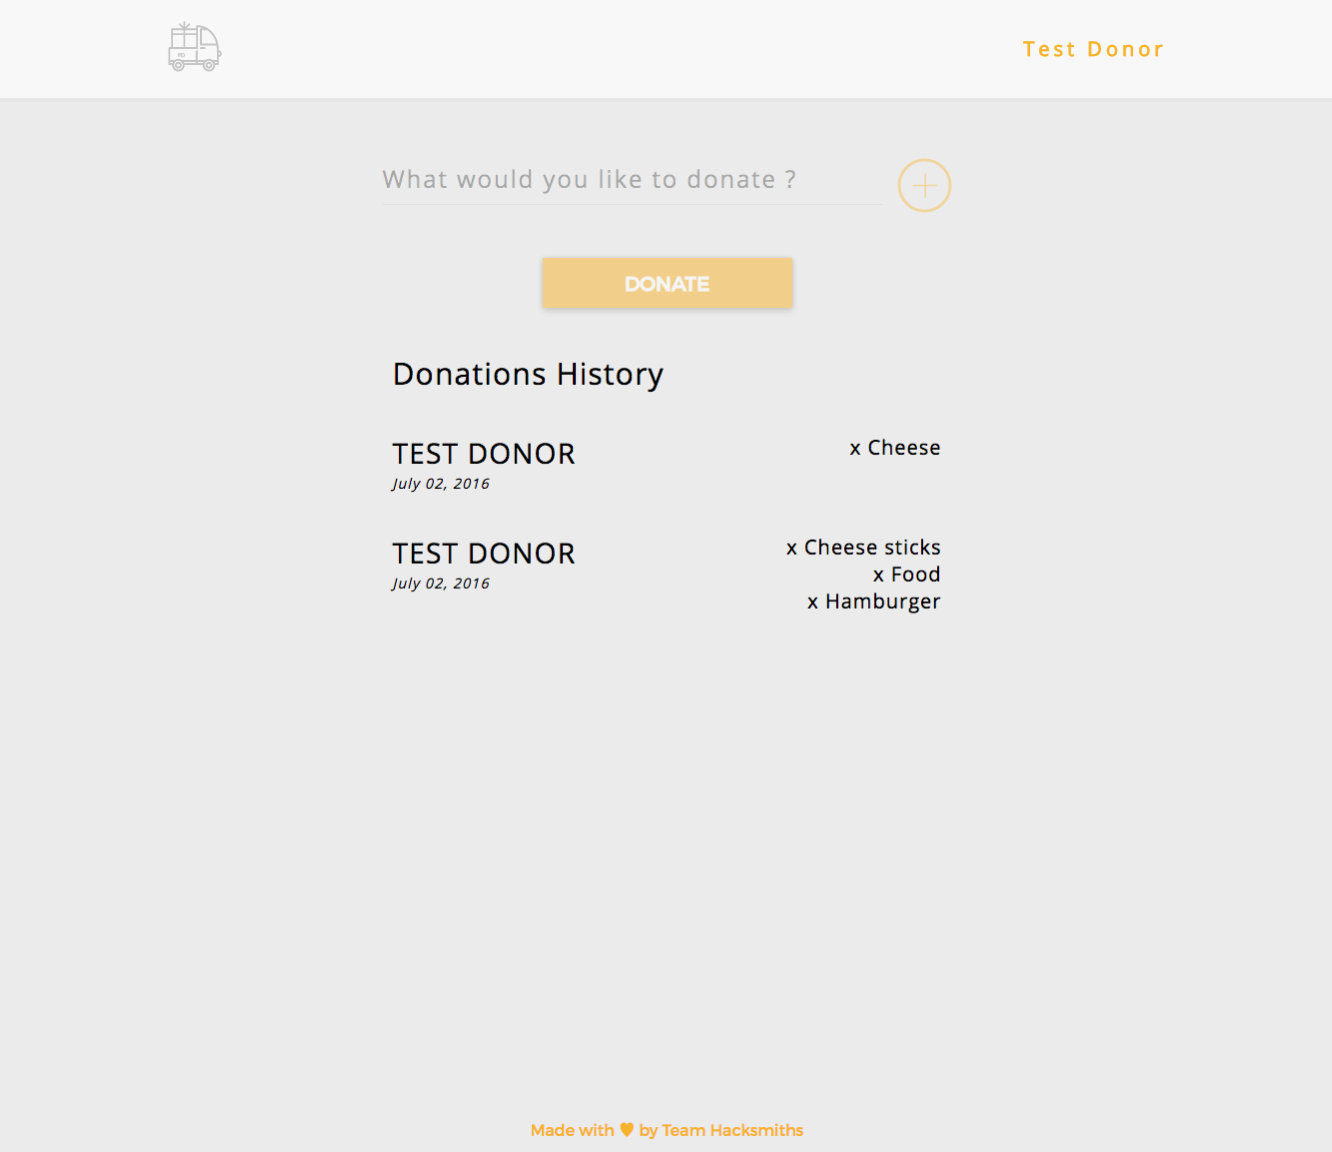 Test Donor
What would you like to donate ?
DONATE
Donations History
TEST DONOR
x Cheese
July 02, 2016
TEST DONOR
x Cheese sticks
July 02, 2016
x Food
x Hamburger
Made with ♥ by Team Hacksmiths